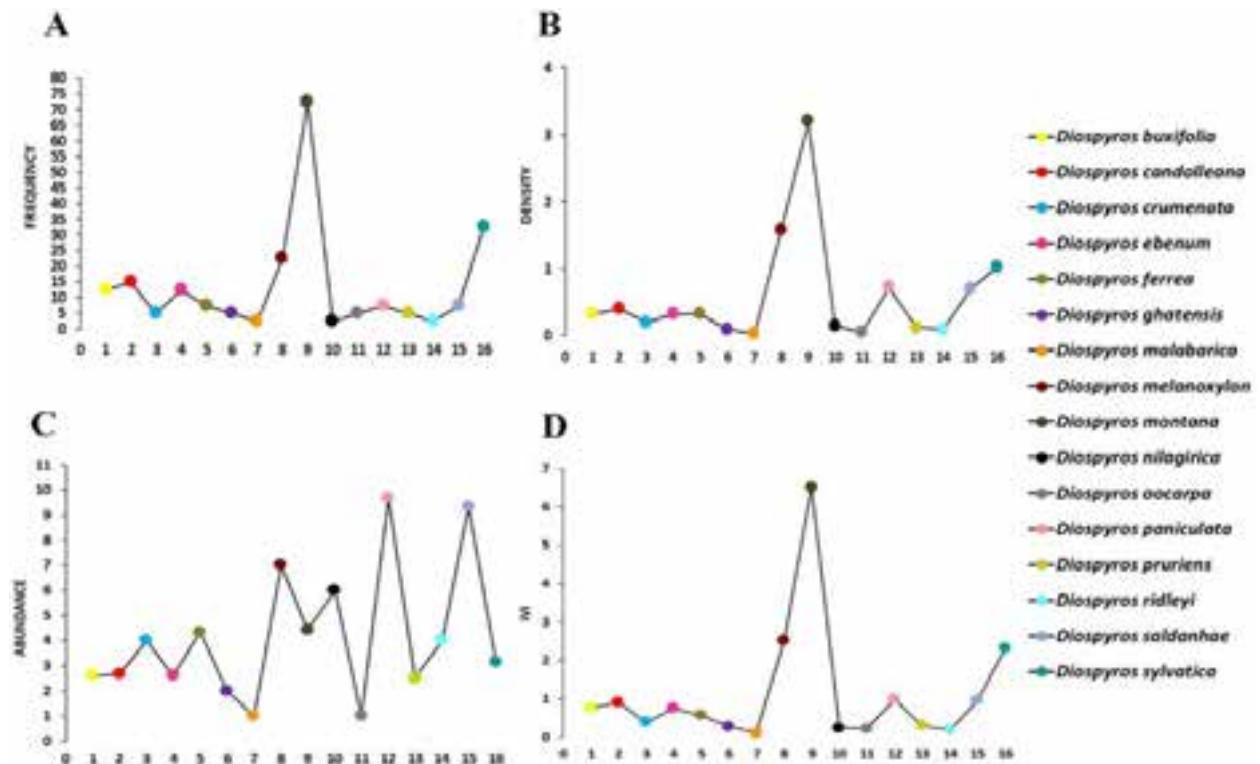 A
FREQUENCY
80
75
70
65
60
55
50
45
40
35
30
25
20
15
10
5
0
0 1 2 3 4 5 6 7 8 9 10 11 12 13 14 15 16
B
DENSITY
4
3
2
1
0
0 1 2 3 4 5 6 7 8 9 10 11 12 13 14 15 16
C
ABUNDANCE
11
10
9
8
7
6
5
4
3
2
1
0
0 1 2 3 4 5 6 7 8 9 10 11 12 13 14 15 16
D
IVI
7
6
5
4
3
2
1
0
0 1 2 3 4 5 6 7 8 9 10 11 12 13 14 15 16
Diospyros buxifolia
Diospyros candolleana
Diospyros crumenata
Diospyros ebenum
Diospyros ferrea
Diospyros ghatensis
Diospyros malabarica
Diospyros melanoxylon
Diospyros montana
Diospyros nilagirica
Diospyros oocarpa
Diospyros paniculata
Diospyros pruriens
Diospyros ridleyi
Diospyros saldanhae
Diospyros sylvatica